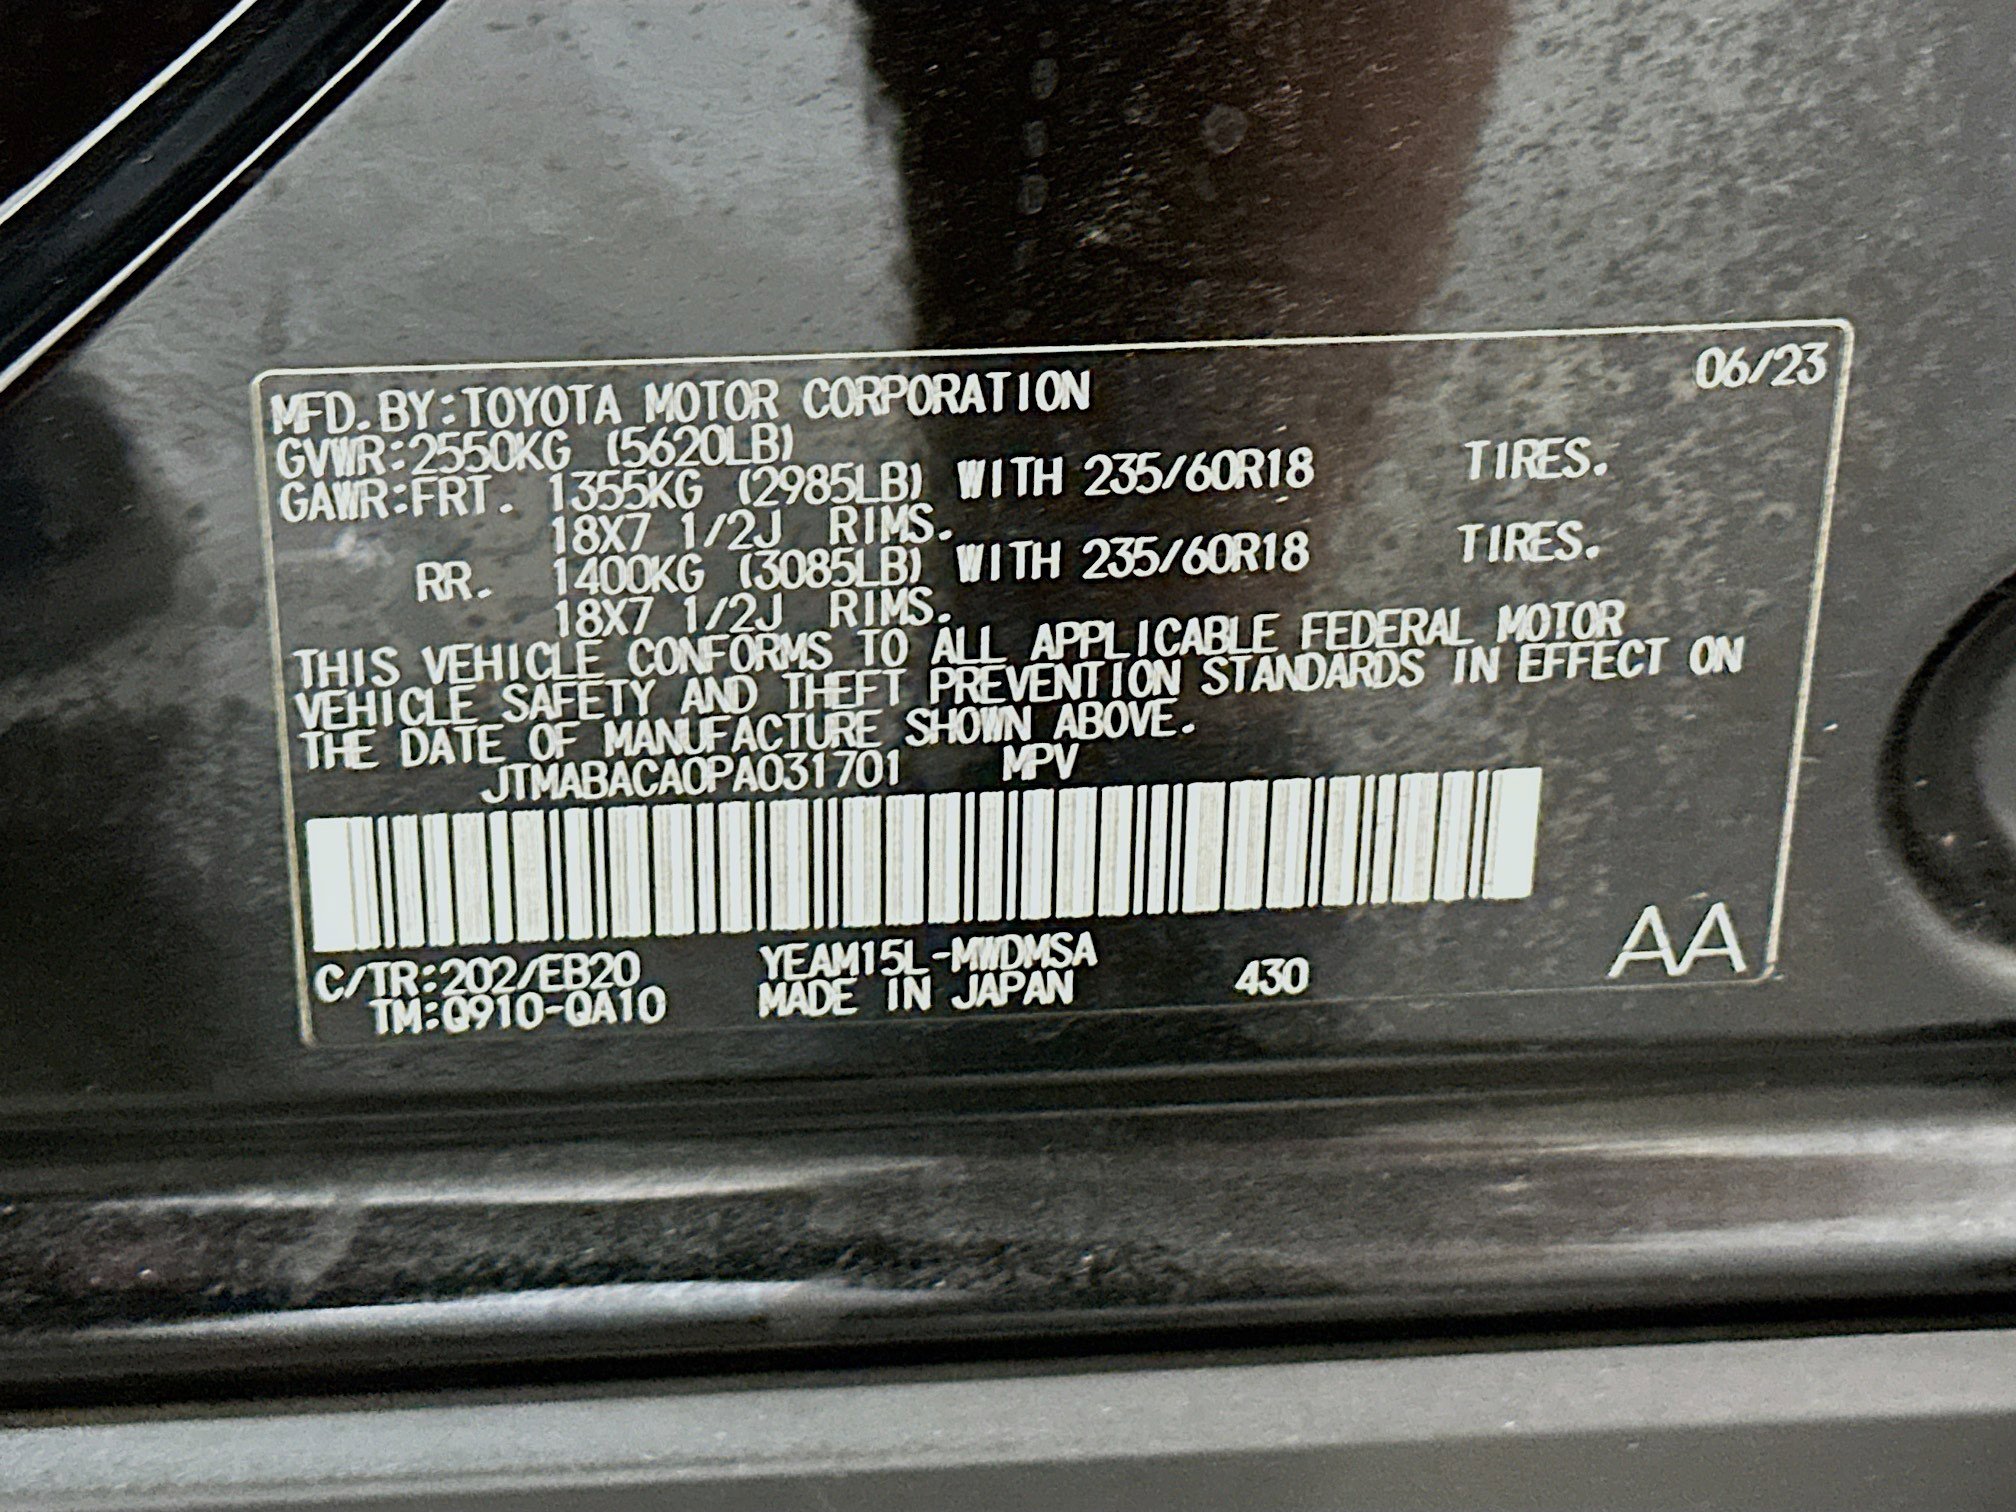 06/23
MFD.BY:TOYOTA MOTOR CORPORATION
GVWR:2550KG (5620LB)
GAWR:FRT. 1355KG (2985LB) WITH 235/60R18 TIRES.
18X7 1/2J RIMS.
RR. 1400KG (3085LB) WITH 235/60R18 TIRES.
18X7 1/2J RIMS.
THIS VEHICLE CONFORMS TO ALL APPLICABLE FEDERAL MOTOR
VEHICLE SAFETY AND THEFT PREVENTION STANDARDS IN EFFECT ON
THE DATE OF MANUFACTURE SHOWN ABOVE.
JTMABACA0PA031701 MPV
C/TR:202/EB20 YEAM15L-MWDMSA 430 AA
TM:Q910-QA10 MADE IN JAPAN